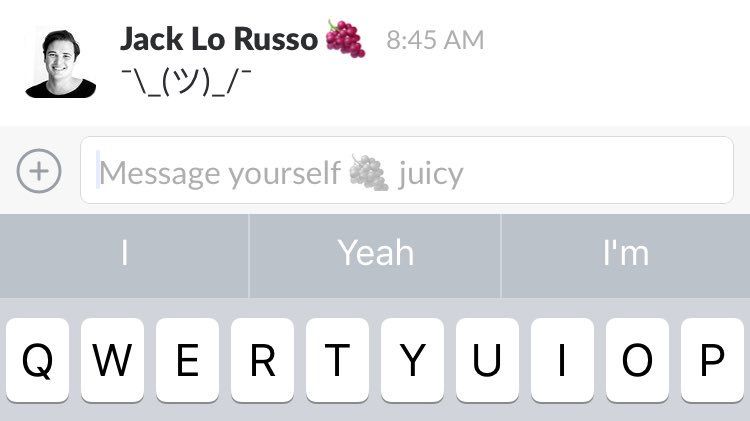 Jack Lo Russo 🍇 8:45 AM
¯\_(ツ)_/¯
Message yourself 🍇 juicy
I Yeah I'm
Q W E R T Y U I O P